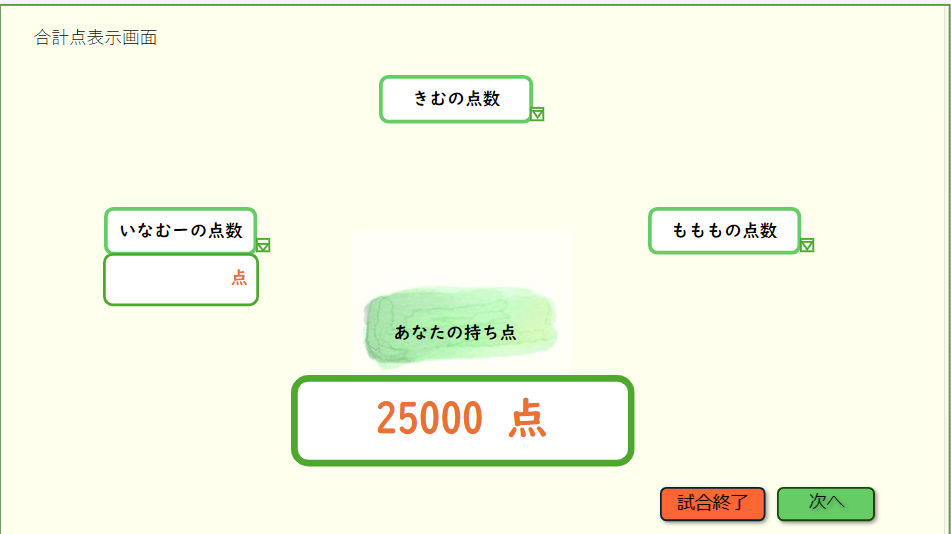 合計点表示画面
きむの点数
いなむーの点数
もももの点数
点
あなたの持ち点
25000 点
試合終了
次へ